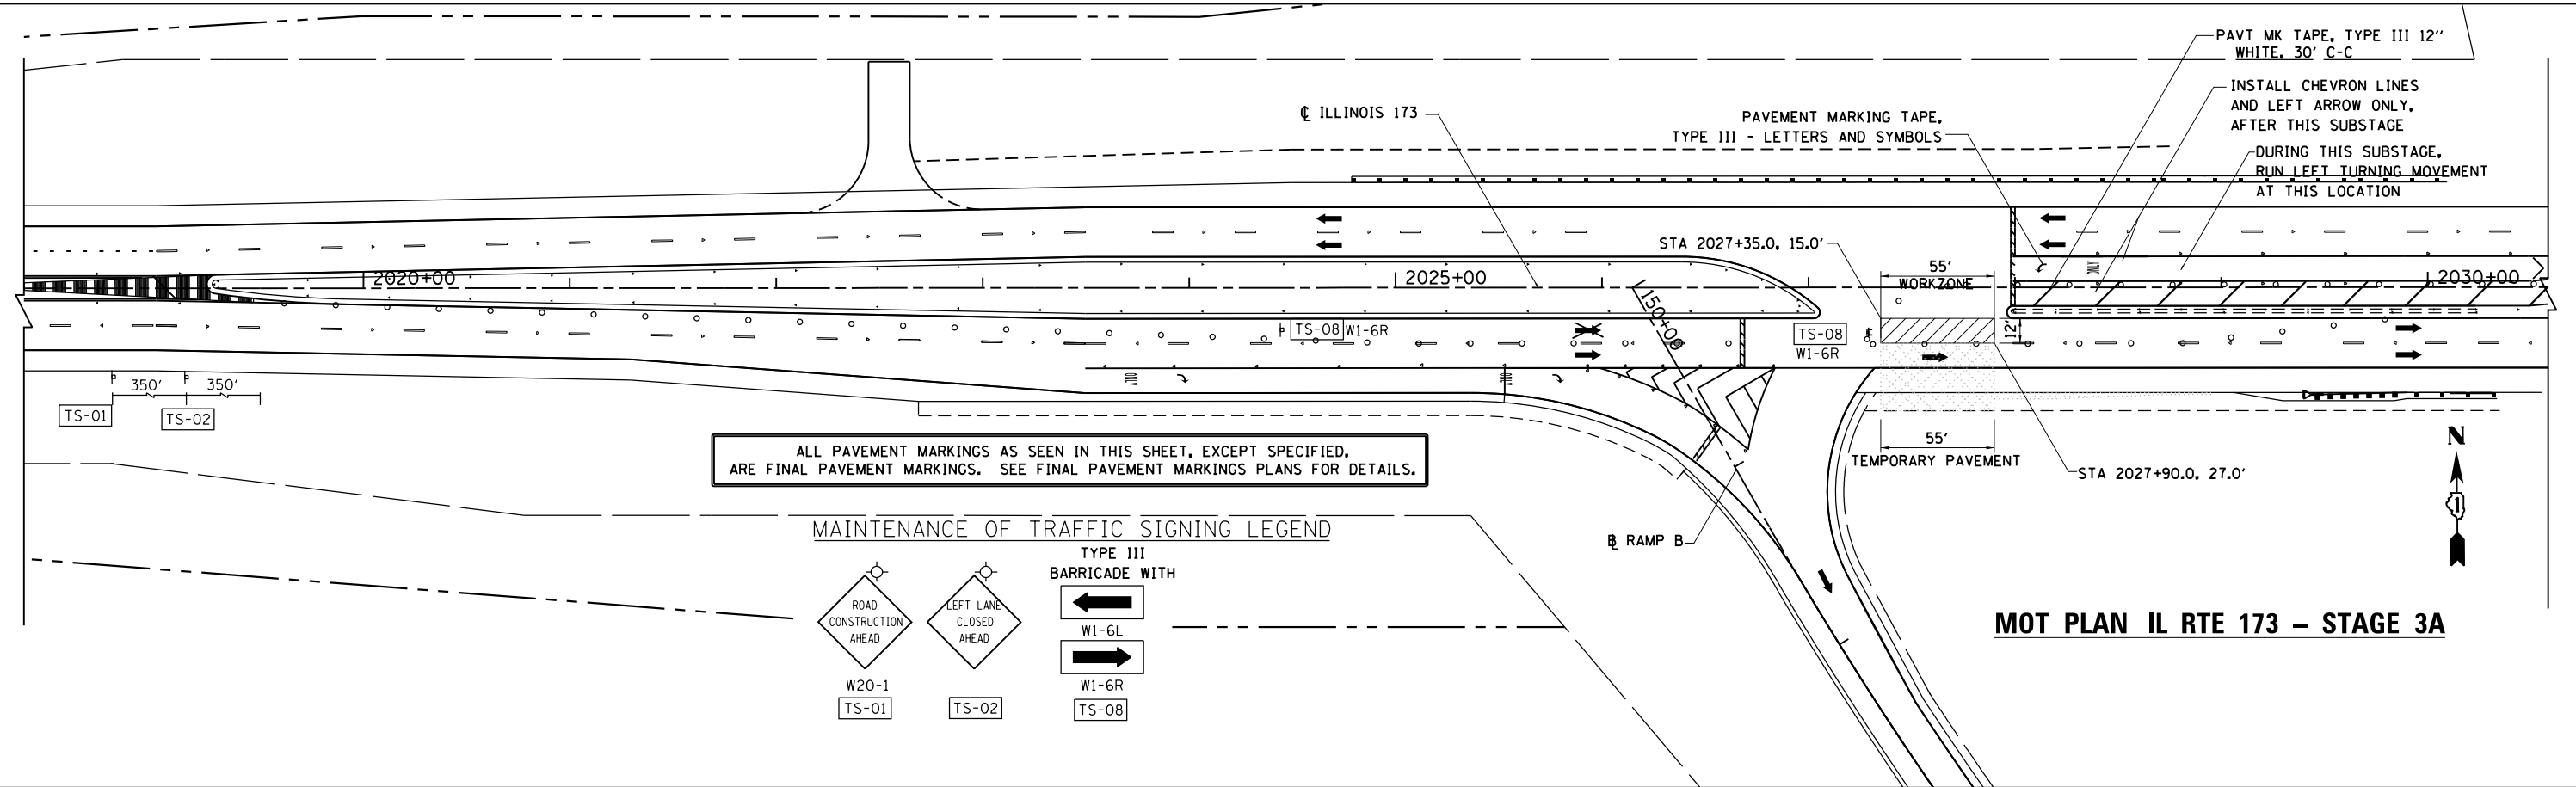 PAVT MK TAPE, TYPE III 12''
WHITE, 30' C-C
INSTALL CHEVRON LINES
AND LEFT ARROW ONLY,
AFTER THIS SUBSTAGE
DURING THIS SUBSTAGE,
RUN LEFT TURNING MOVEMENT
AT THIS LOCATION
℄ ILLINOIS 173
PAVEMENT MARKING TAPE,
TYPE III - LETTERS AND SYMBOLS
STA 2027+35.0, 15.0'
55'
WORKZONE
ONLY
2020+00
2025+00
2030+00
150+00
TS-08 W1-6R
TS-08
W1-6R
12'
ONLY
ONLY
350'
350'
TS-01
TS-02
55'
TEMPORARY PAVEMENT
STA 2027+90.0, 27.0'
N
ALL PAVEMENT MARKINGS AS SEEN IN THIS SHEET, EXCEPT SPECIFIED,
ARE FINAL PAVEMENT MARKINGS. SEE FINAL PAVEMENT MARKINGS PLANS FOR DETAILS.
MAINTENANCE OF TRAFFIC SIGNING LEGEND
TYPE III
BARRICADE WITH
ROAD
CONSTRUCTION
AHEAD
LEFT LANE
CLOSED
AHEAD
W1-6L
W1-6R
W20-1
TS-01
TS-02
TS-08
BL RAMP B
MOT PLAN IL RTE 173 – STAGE 3A